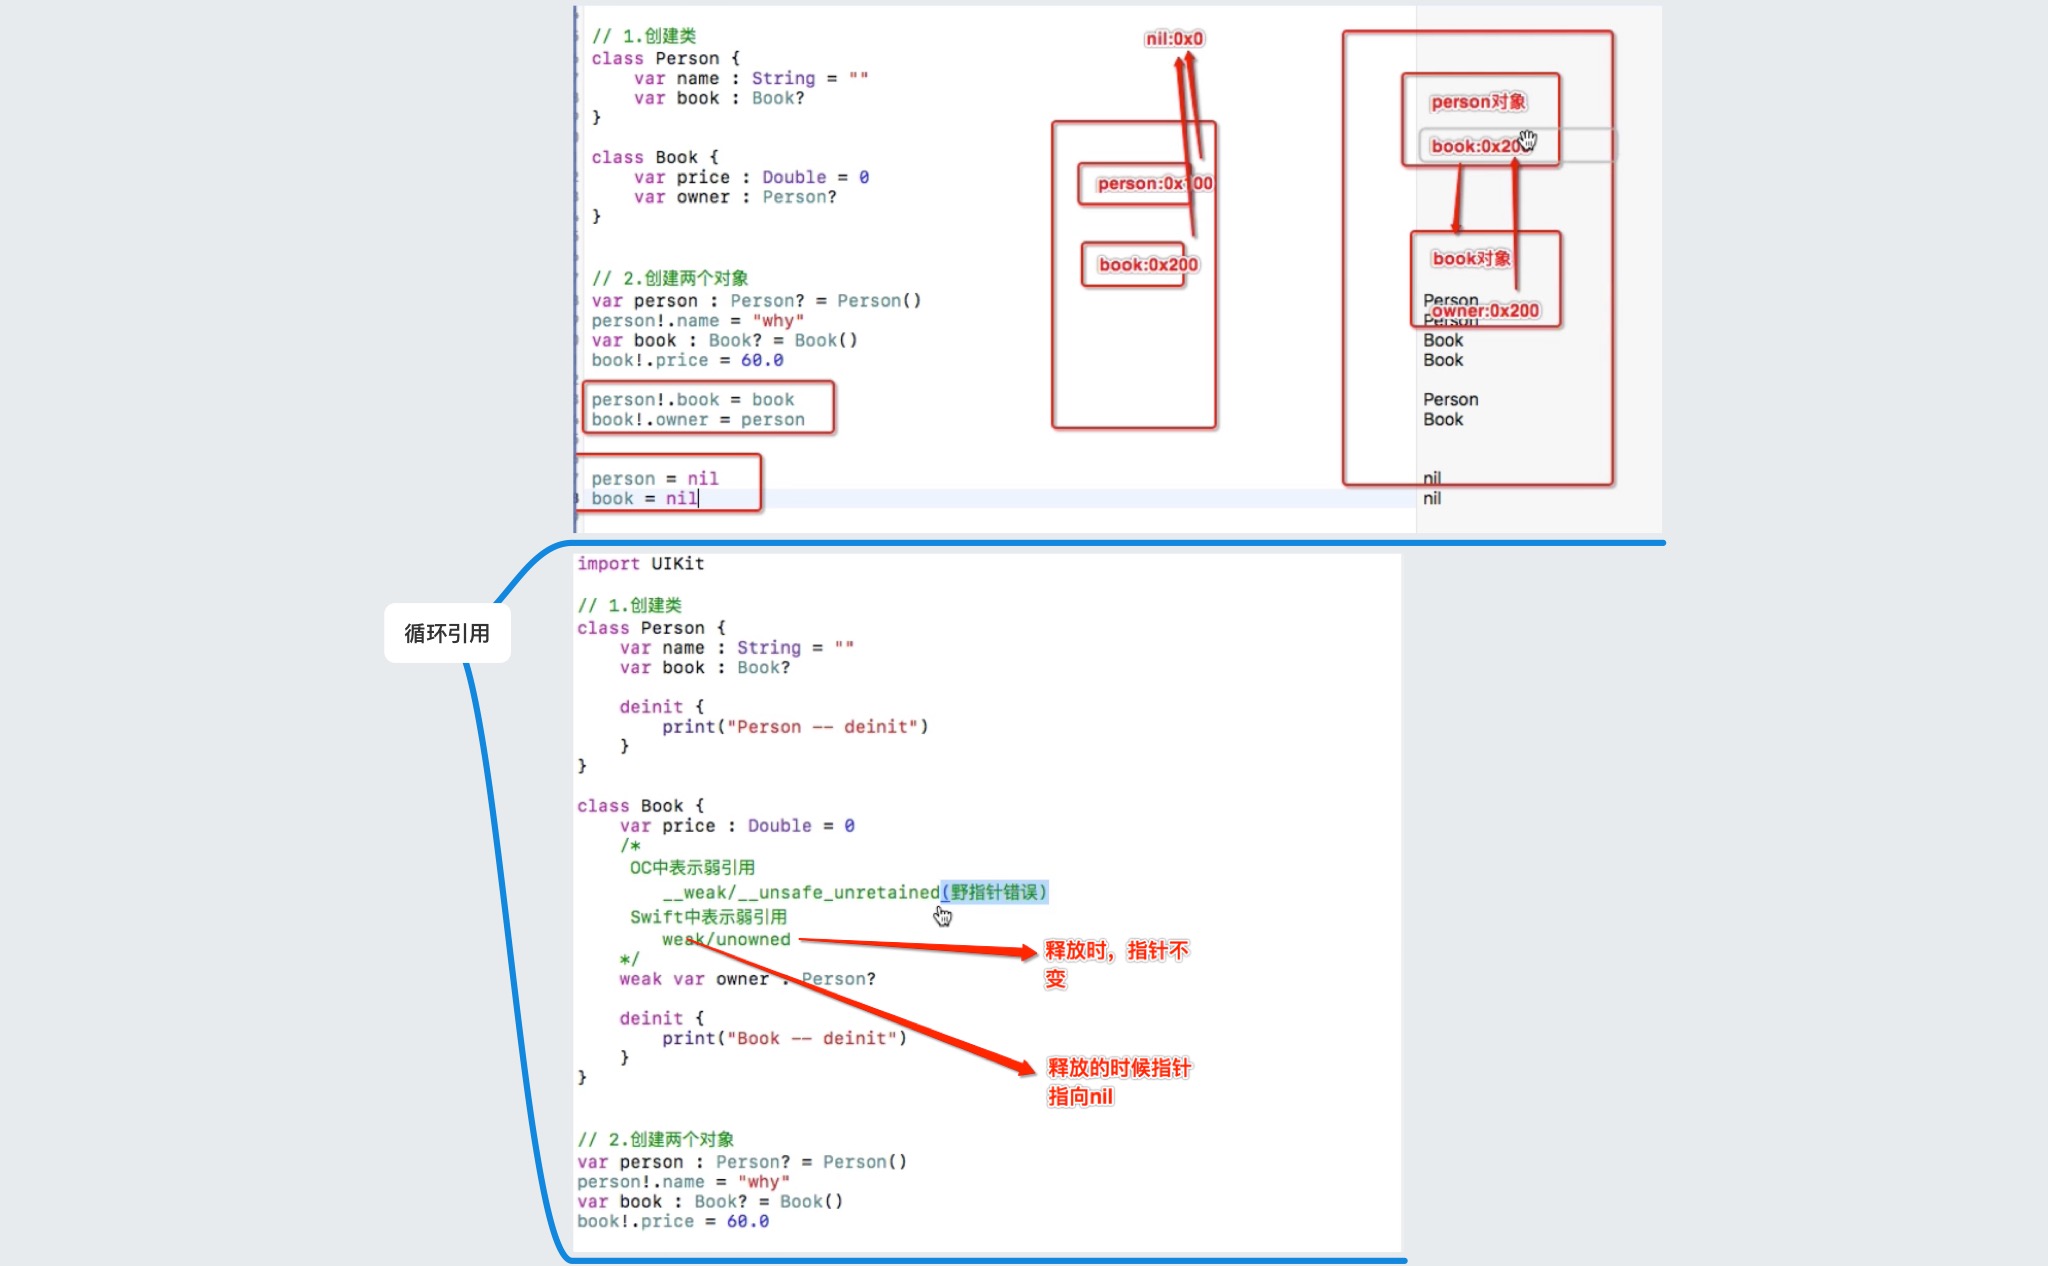 // 1.创建类
class Person {
    var name : String = ""
    var book : Book?
}
class Book {
    var price : Double = 0
    var owner : Person?
}
// 2.创建两个对象
var person : Person? = Person()
person!.name = "why"
var book : Book? = Book()
book!.price = 60.0
person!.book = book
book!.owner = person
person = nil
book = nil
nil:0x0
person:0x100
book:0x200
person对象
book:0x20
book对象
owner:0x200
Person
Person
Book
Book
Person
Book
nil
nil
循环引用
import UIKit
// 1.创建类
class Person {
    var name : String = ""
    var book : Book?
    deinit {
        print("Person -- deinit")
    }
}
class Book {
    var price : Double = 0
    /*
     OC中表示弱引用
        __weak/__unsafe_unretained(野指针错误)
     Swift中表示弱引用
        weak/unowned
    */
    weak var owner : Person?
    deinit {
        print("Book -- deinit")
    }
}
释放时，指针不
变
释放的时候指针
指向nil
// 2.创建两个对象
var person : Person? = Person()
person!.name = "why"
var book : Book? = Book()
book!.price = 60.0